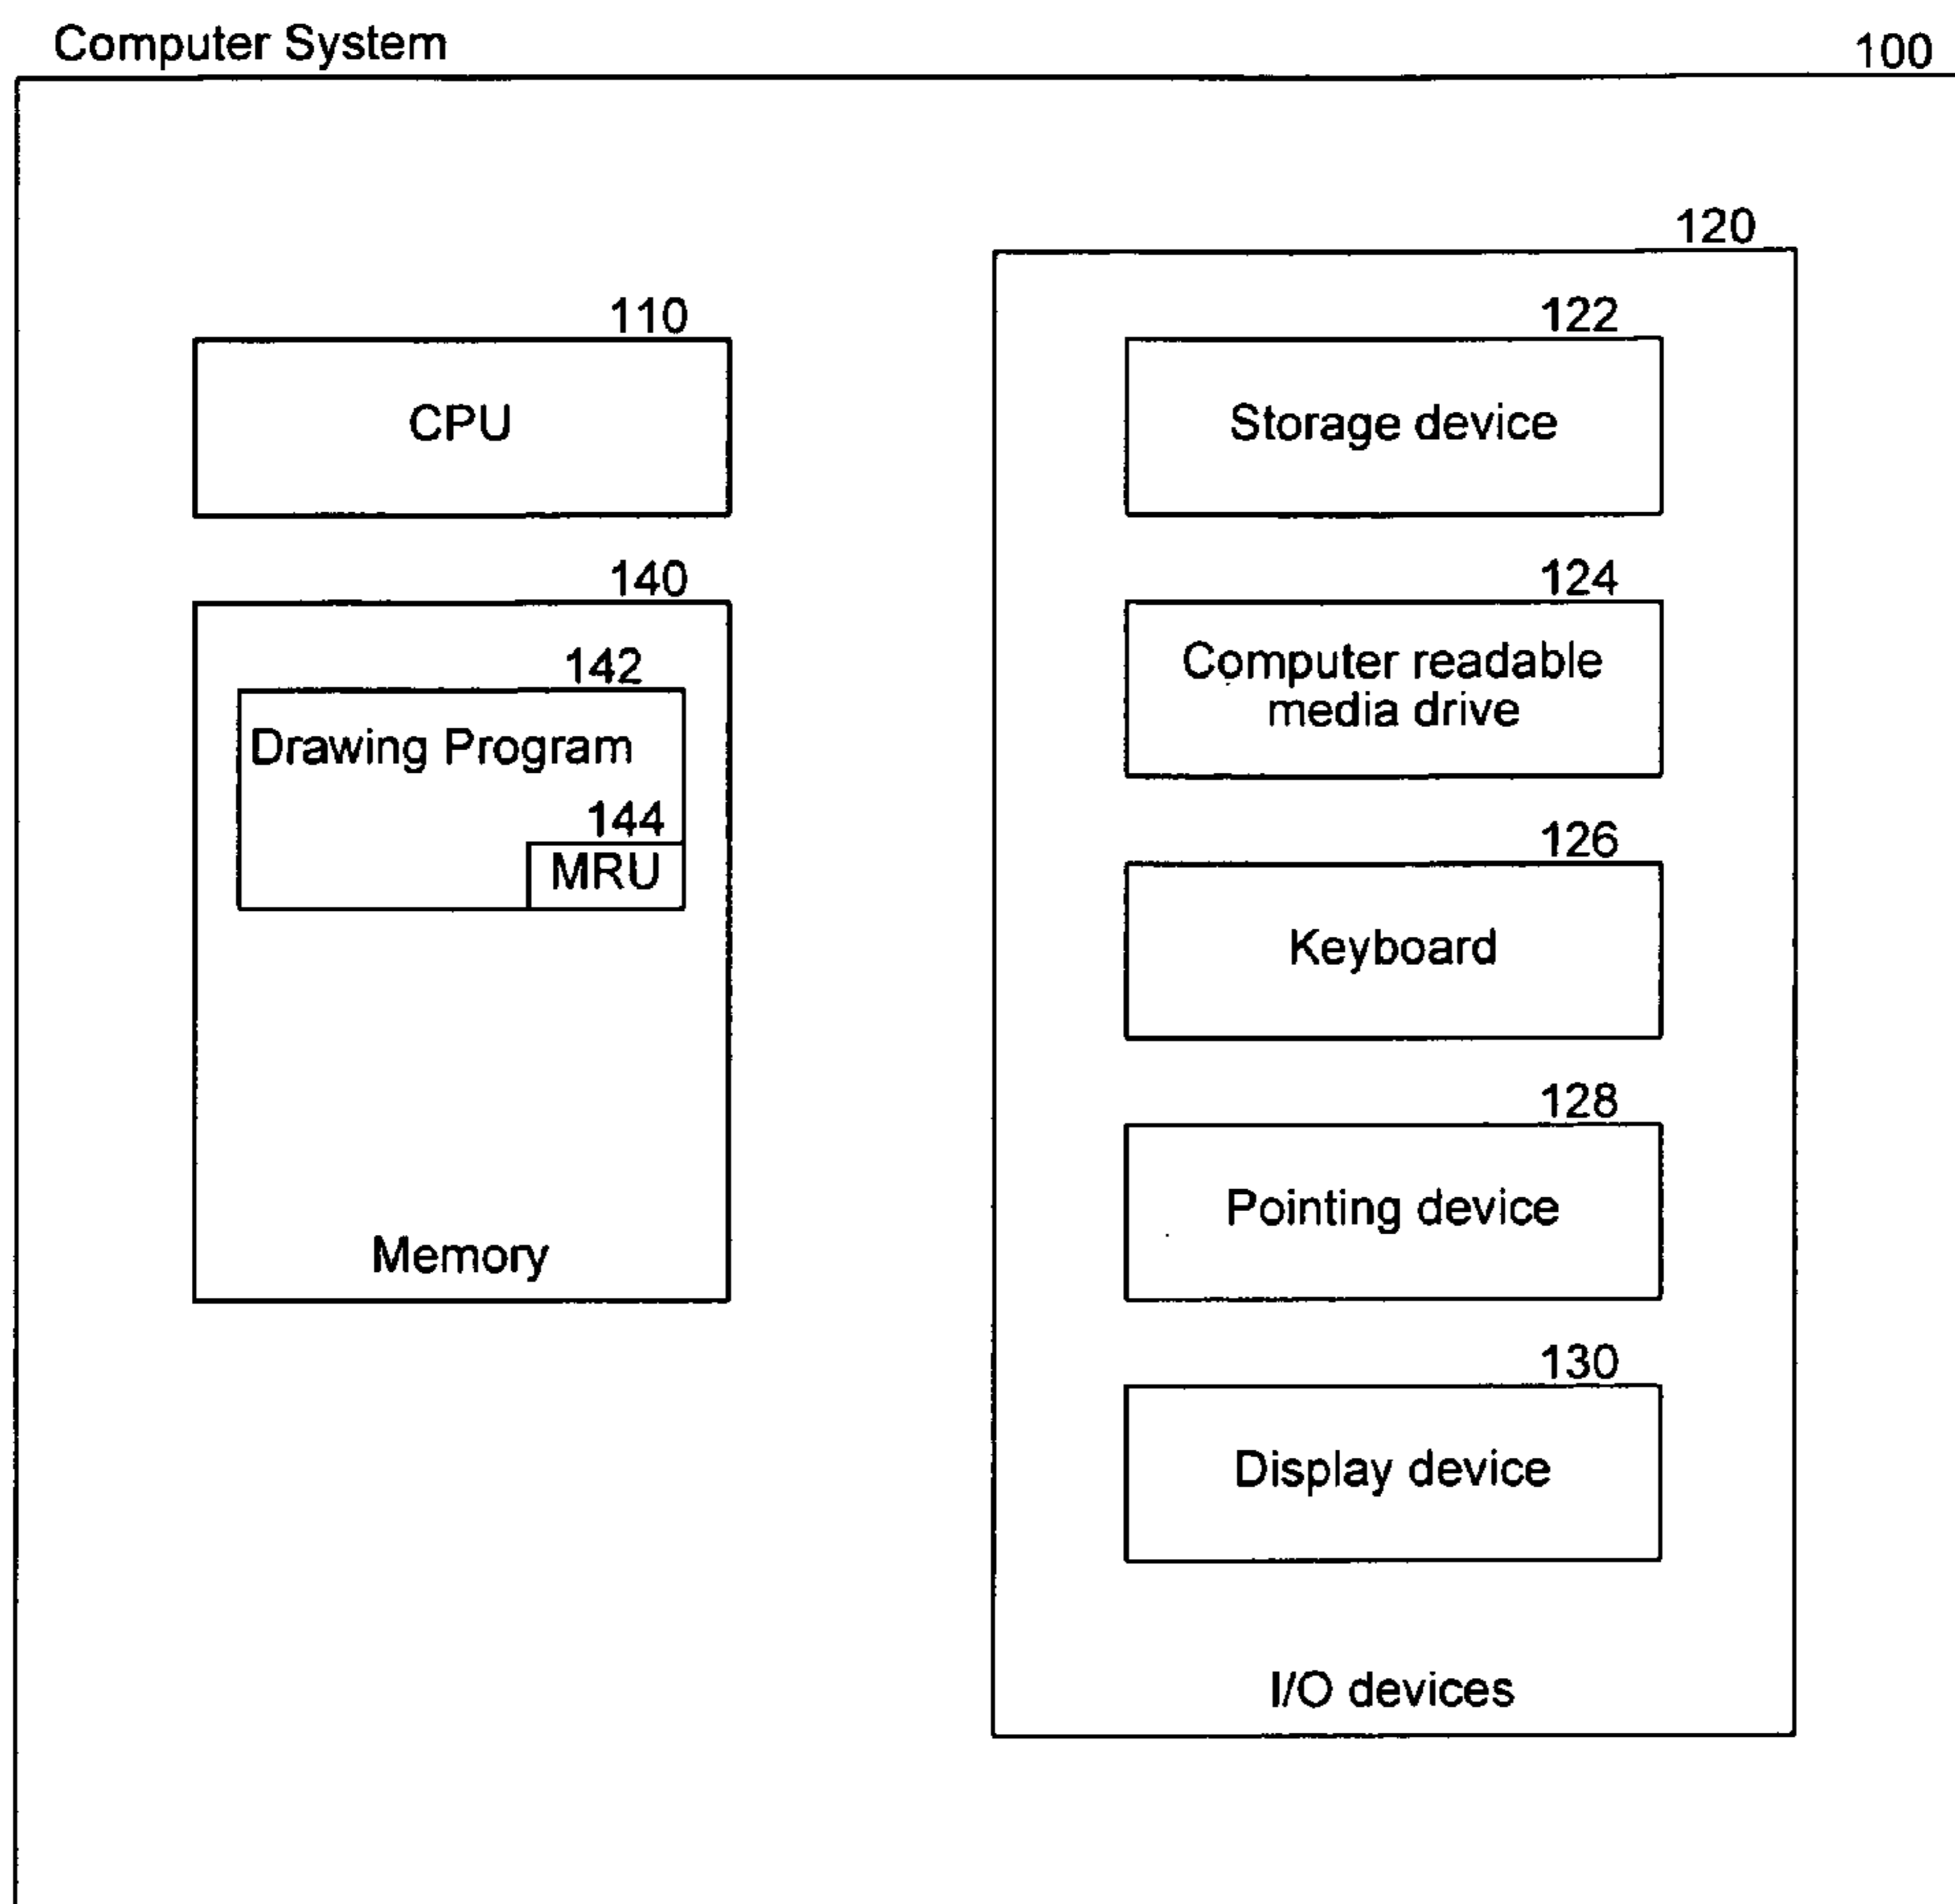 Computer System
100
110
CPU
140
142
Drawing Program
144
MRU
Memory
120
122
Storage device
124
Computer readable
media drive
126
Keyboard
128
Pointing device
130
Display device
I/O devices